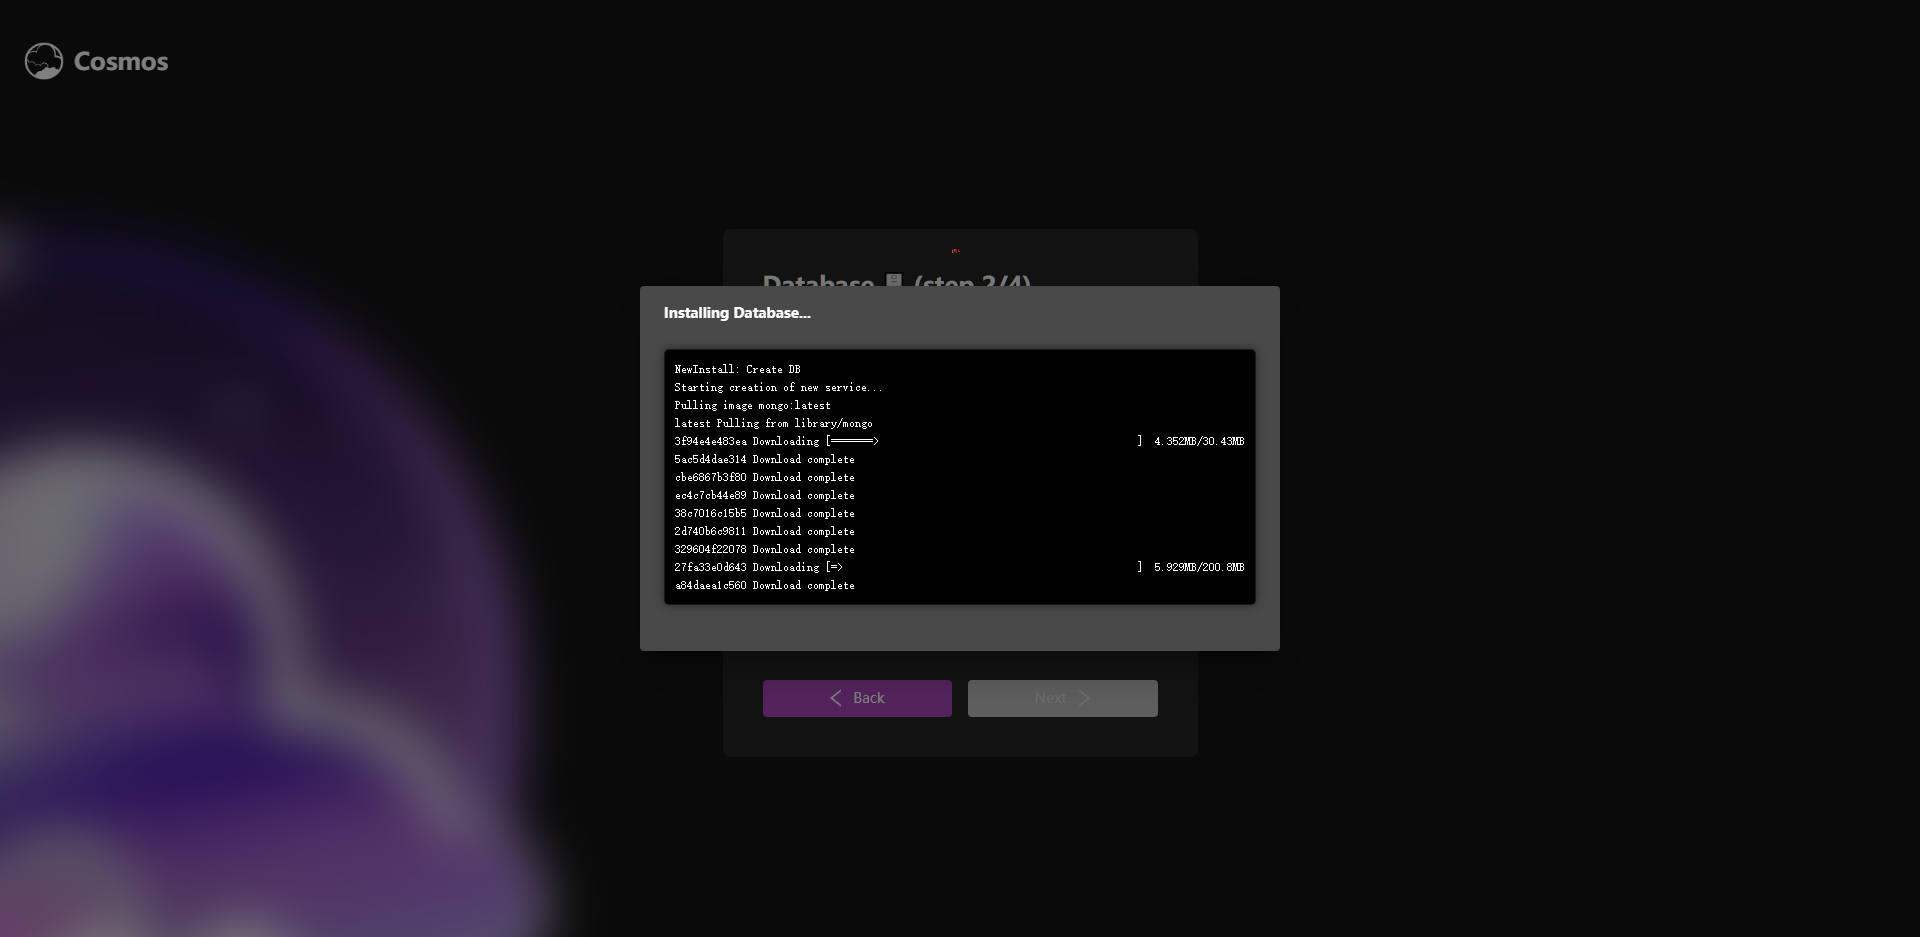 Cosmos
Database (step 2/4)
Installing Database...
NewInstall: Create DB
Starting creation of new service...
Pulling image mongo:latest
latest Pulling from library/mongo
3f94e4e483ea Downloading [=======> ] 4.352MB/30.43MB
5ac5d4dae314 Download complete
cbe6867b3f80 Download complete
ec4c7cb44e89 Download complete
38c7016c15b5 Download complete
2d740b6c9811 Download complete
329604f22078 Download complete
27fa33e0d643 Downloading [=> ] 5.929MB/200.8MB
a84daea1c560 Download complete
Back
Next